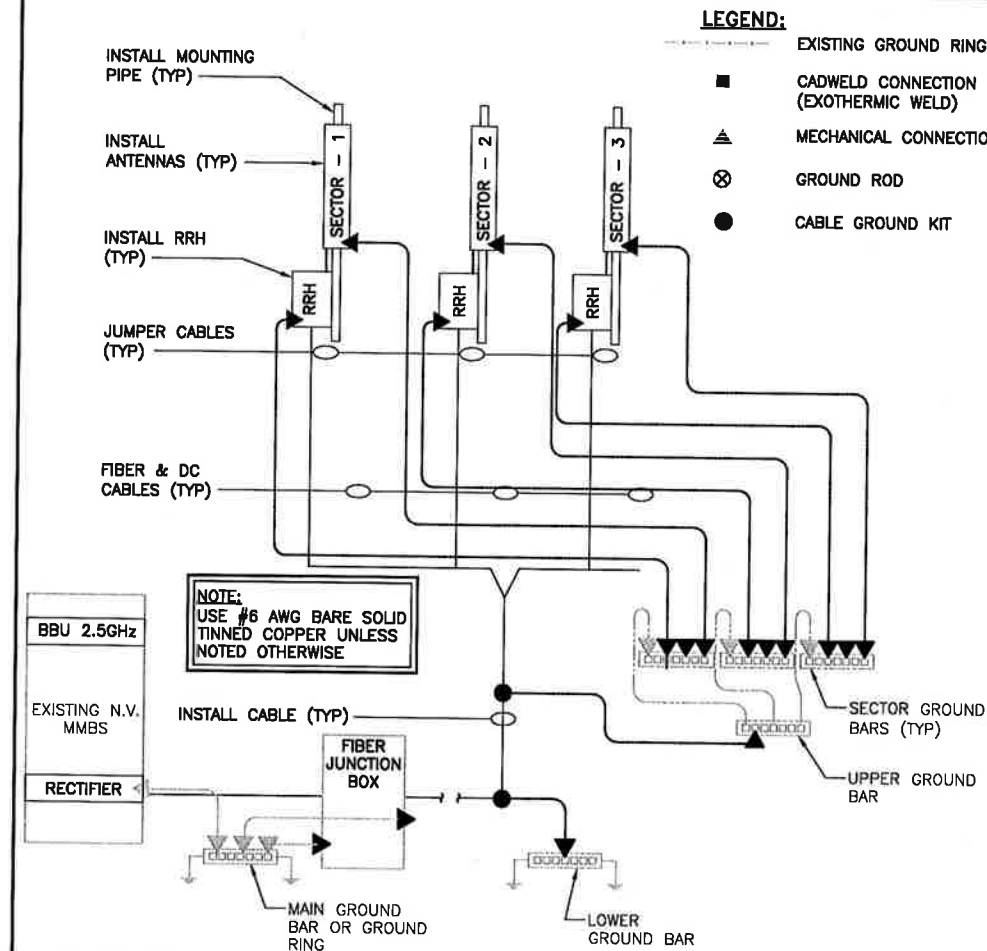 LEGEND:
EXISTING GROUND RING
CADWELD CONNECTION
(EXOTHERMIC WELD)
MECHANICAL CONNECTIO
GROUND ROD
CABLE GROUND KIT
INSTALL MOUNTING
PIPE (TYP)
INSTALL
ANTENNAS (TYP)
INSTALL RRH
(TYP)
JUMPER CABLES
(TYP)
SECTOR - 1
SECTOR - 2
SECTOR - 3
RRH
RRH
RRH
FIBER & DC
CABLES (TYP)
NOTE:
USE #6 AWG BARE SOLID
TINNED COPPER UNLESS
NOTED OTHERWISE
BBU 2.5GHz
EXISTING N.V.
MMBS
RECTIFIER
INSTALL CABLE (TYP)
FIBER
JUNCTION
BOX
SECTOR GROUND
BARS (TYP)
UPPER GROUND
BAR
MAIN GROUND
BAR OR GROUND
RING
LOWER
GROUND BAR